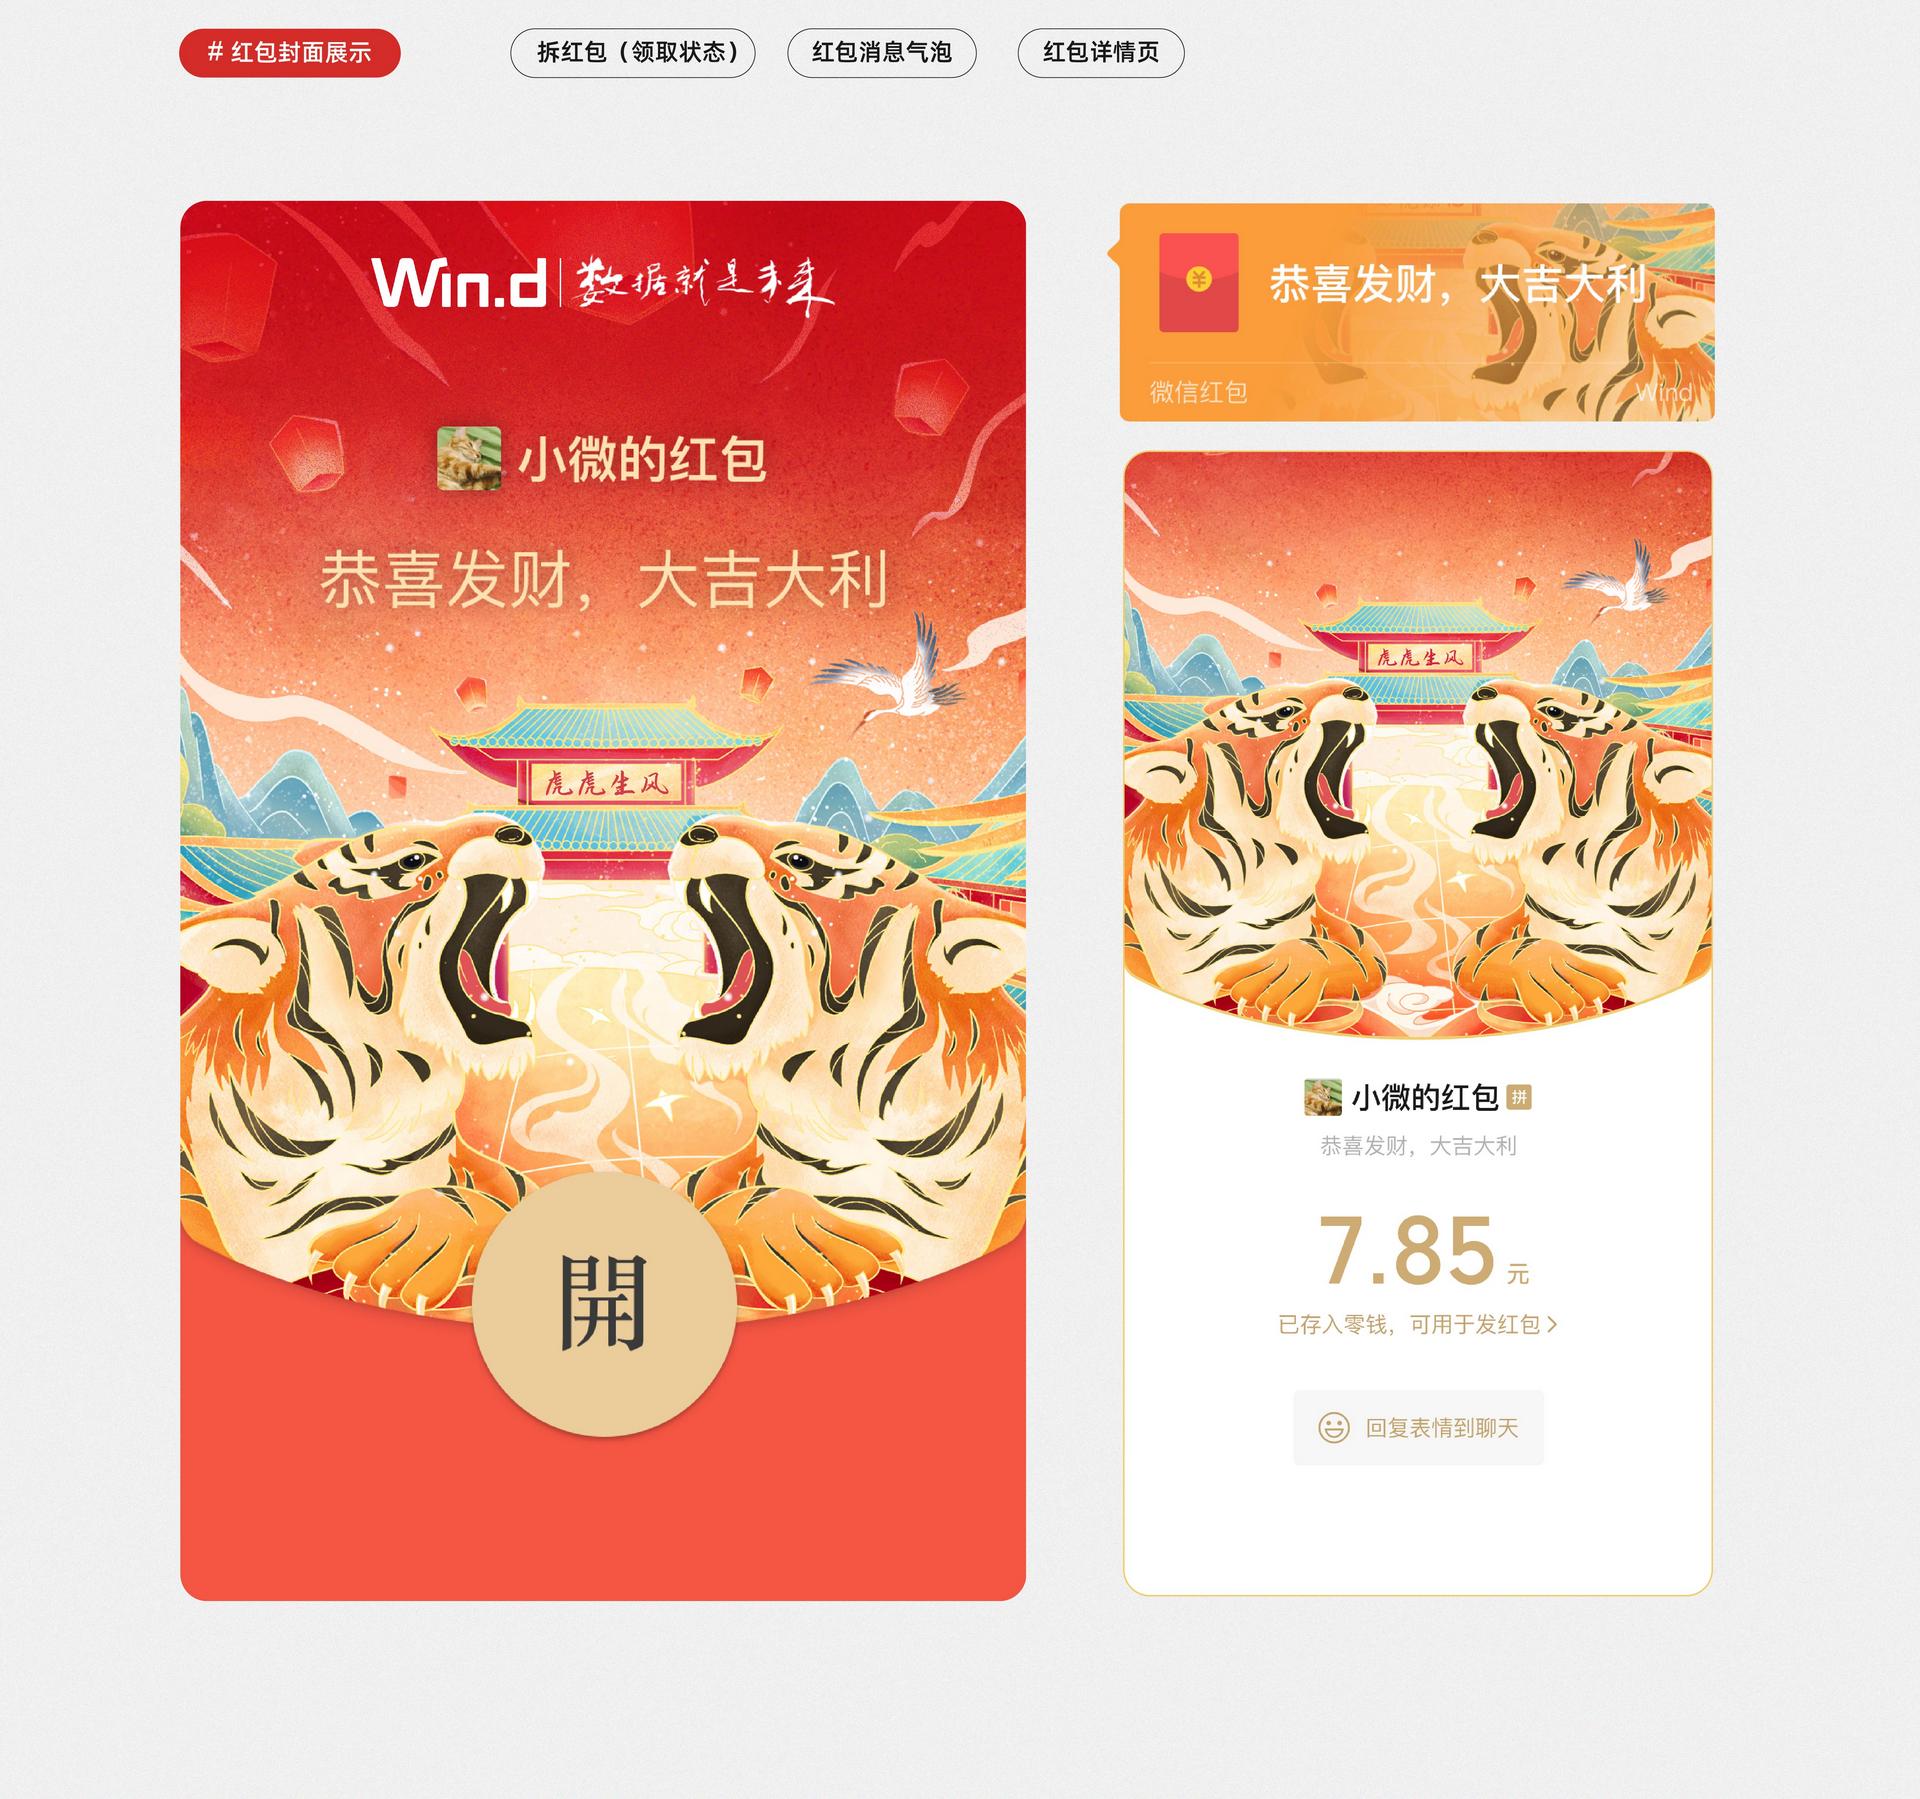 # 红包封面展示
拆红包（领取状态）
红包消息气泡
红包详情页
Win.d 数据就是未来
小微的红包
恭喜发财，大吉大利
虎虎生风
開
恭喜发财，大吉大利
微信红包
Wind
虎虎生风
小微的红包 拼
恭喜发财，大吉大利
7.85 元
已存入零钱，可用于发红包
回复表情到聊天